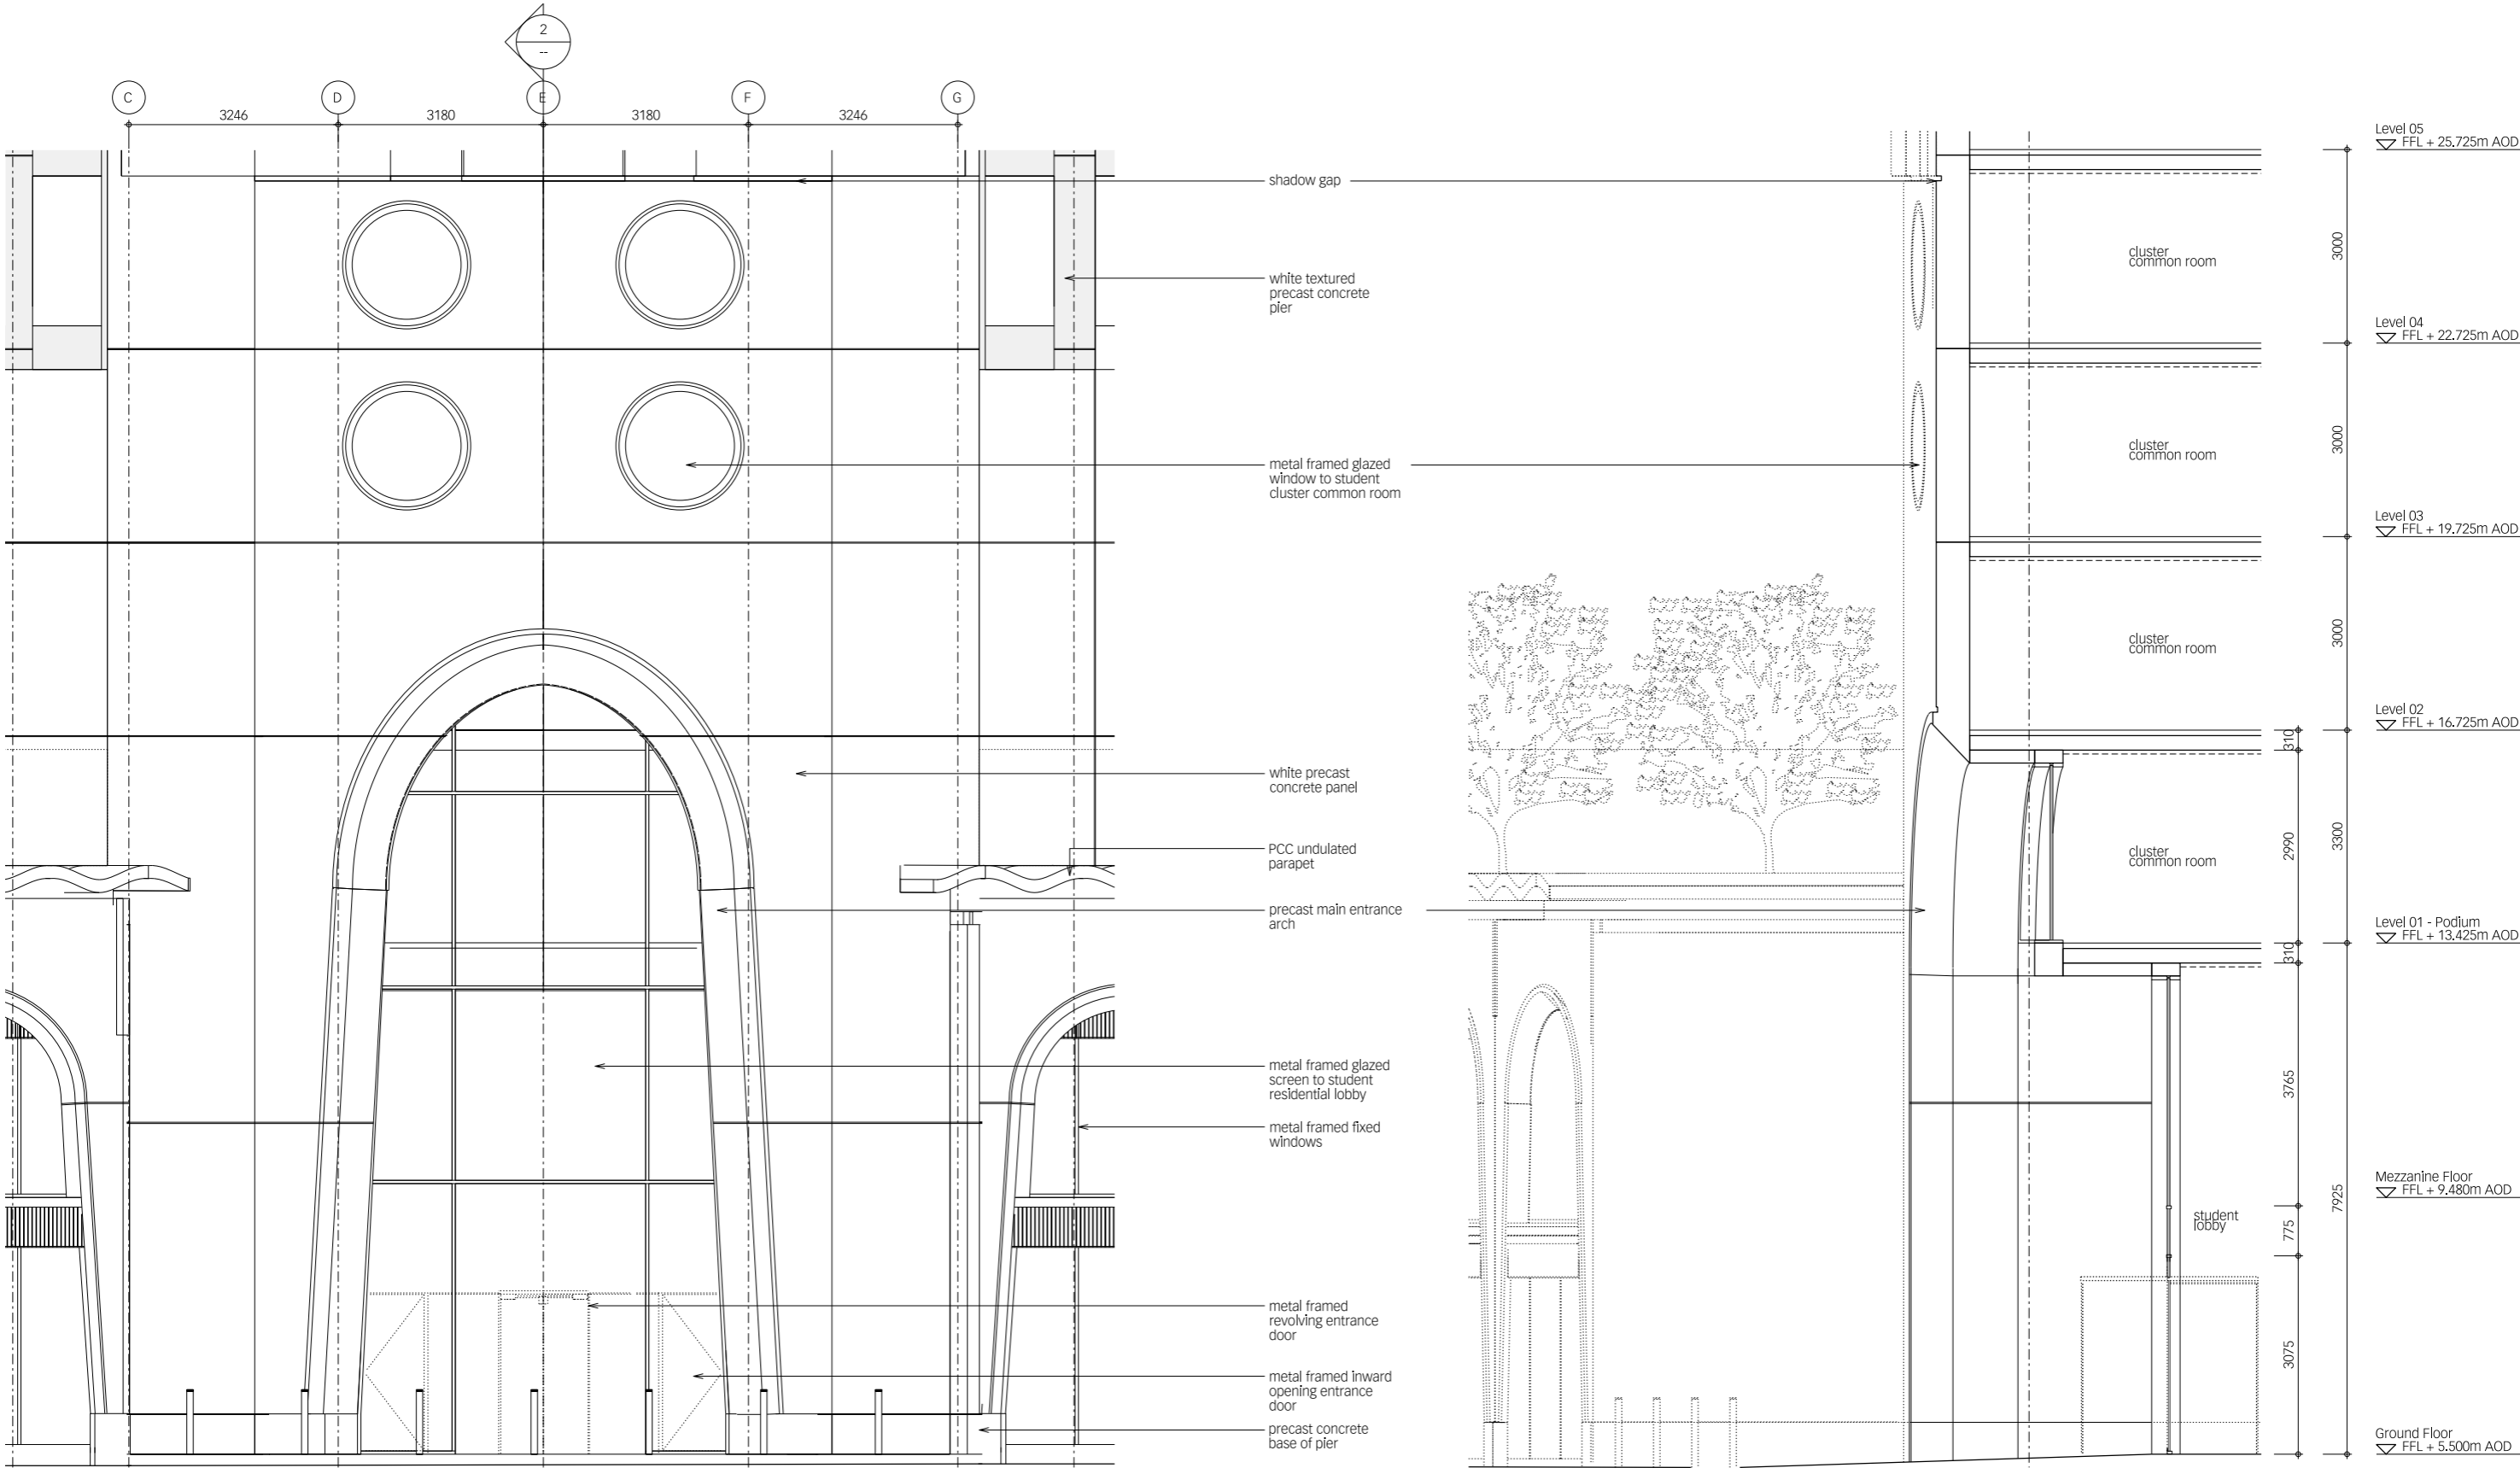 2
--
C
D
E
F
G
3246
3180
3180
3246
shadow gap
white textured
precast concrete
pier
metal framed glazed
window to student
cluster common room
white precast
concrete panel
PCC undulated
parapet
precast main entrance
arch
metal framed glazed
screen to student
residential lobby
metal framed fixed
windows
metal framed
revolving entrance
door
metal framed inward
opening entrance
door
precast concrete
base of pier
cluster
common room
cluster
common room
cluster
common room
cluster
common room
student
lobby
310
2990
310
3765
775
3075
3000
3000
3000
3300
7925
Level 05
FFL + 25.725m AOD
Level 04
FFL + 22.725m AOD
Level 03
FFL + 19.725m AOD
Level 02
FFL + 16.725m AOD
Level 01 - Podium
FFL + 13.425m AOD
Mezzanine Floor
FFL + 9.480m AOD
Ground Floor
FFL + 5.500m AOD